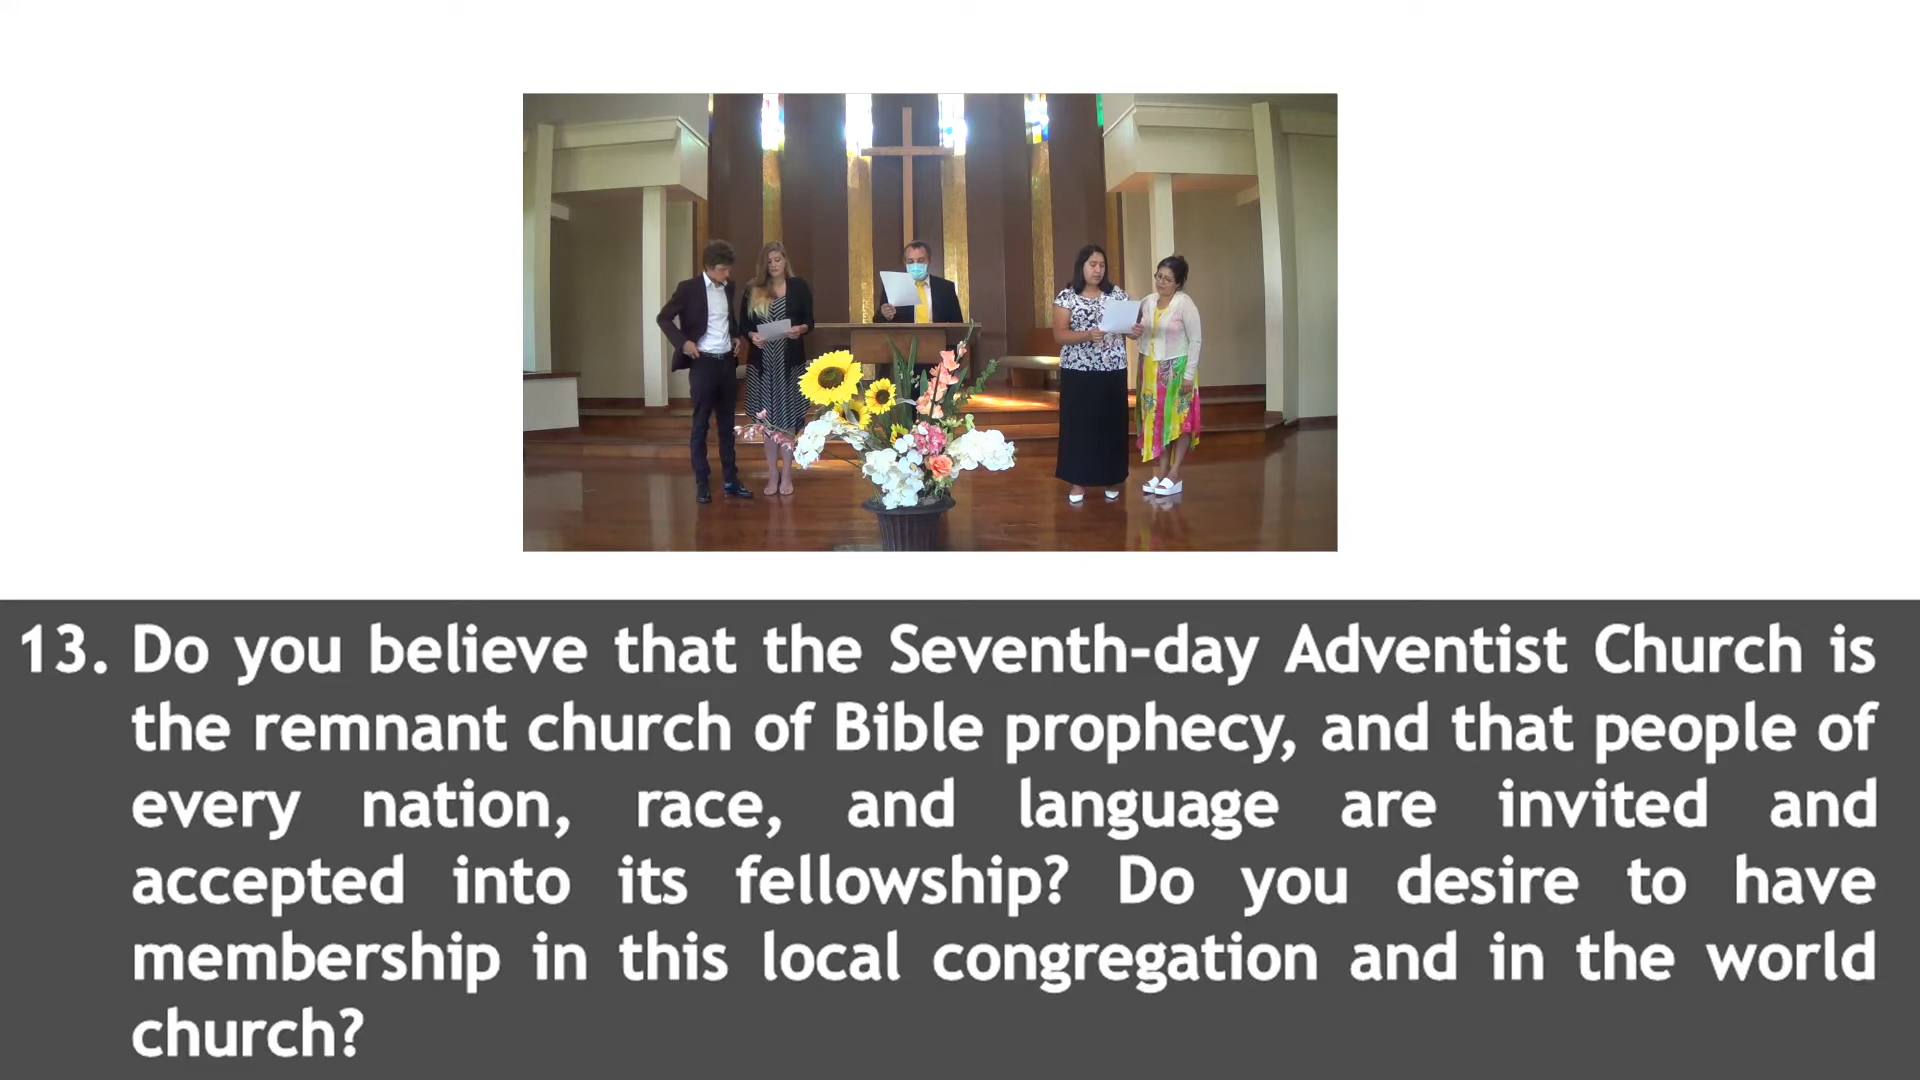 13. Do you believe that the Seventh-day Adventist Church is
the remnant church of Bible prophecy, and that people of
every nation, race, and language are invited and
accepted into its fellowship? Do you desire to have
membership in this local congregation and in the world
church?